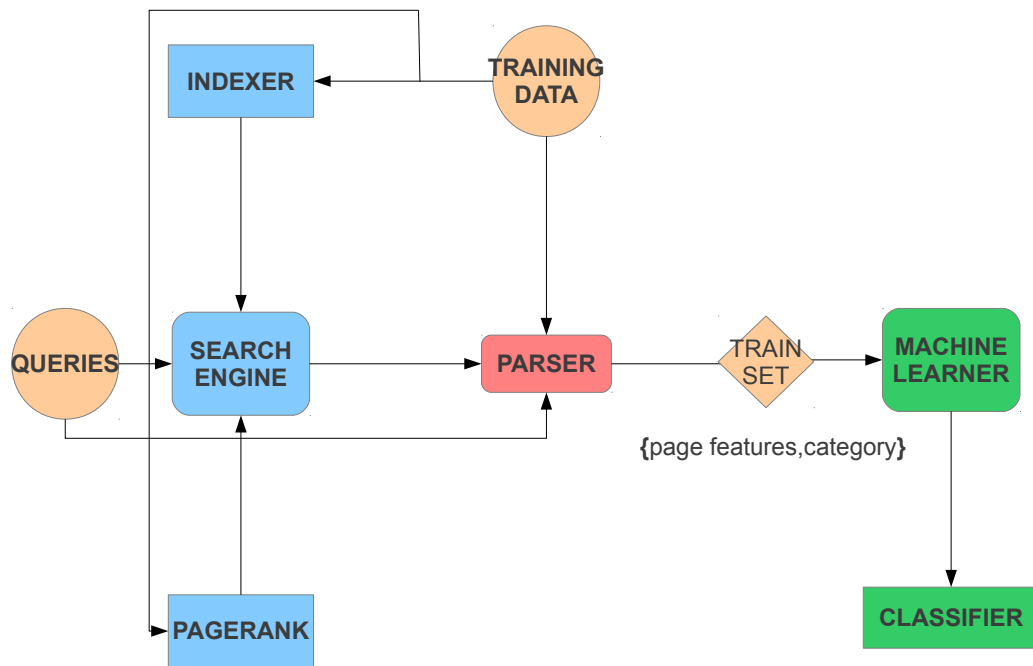 TRAINING
DATA
INDEXER
QUERIES
SEARCH
ENGINE
PARSER
TRAIN
SET
MACHINE
LEARNER
{page features,category}
PAGERANK
CLASSIFIER